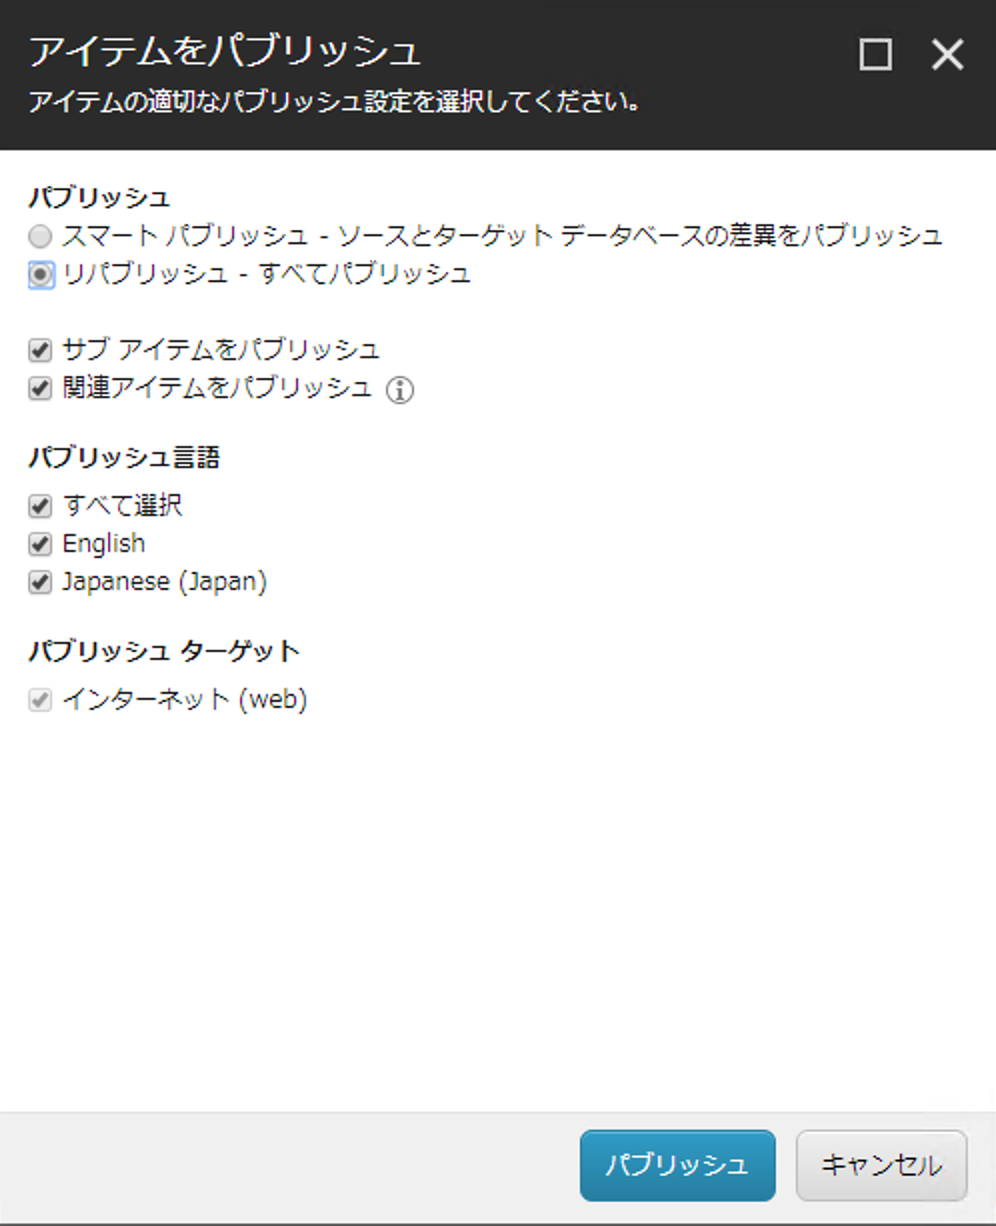 アイテムをパブリッシュ
アイテムの適切なパブリッシュ設定を選択してください。
パブリッシュ
スマート パブリッシュ - ソースとターゲット データベースの差異をパブリッシュ
リパブリッシュ - すべてパブリッシュ
サブ アイテムをパブリッシュ
関連アイテムをパブリッシュ
パブリッシュ言語
すべて選択
English
Japanese (Japan)
パブリッシュ ターゲット
インターネット (web)
パブリッシュ
キャンセル